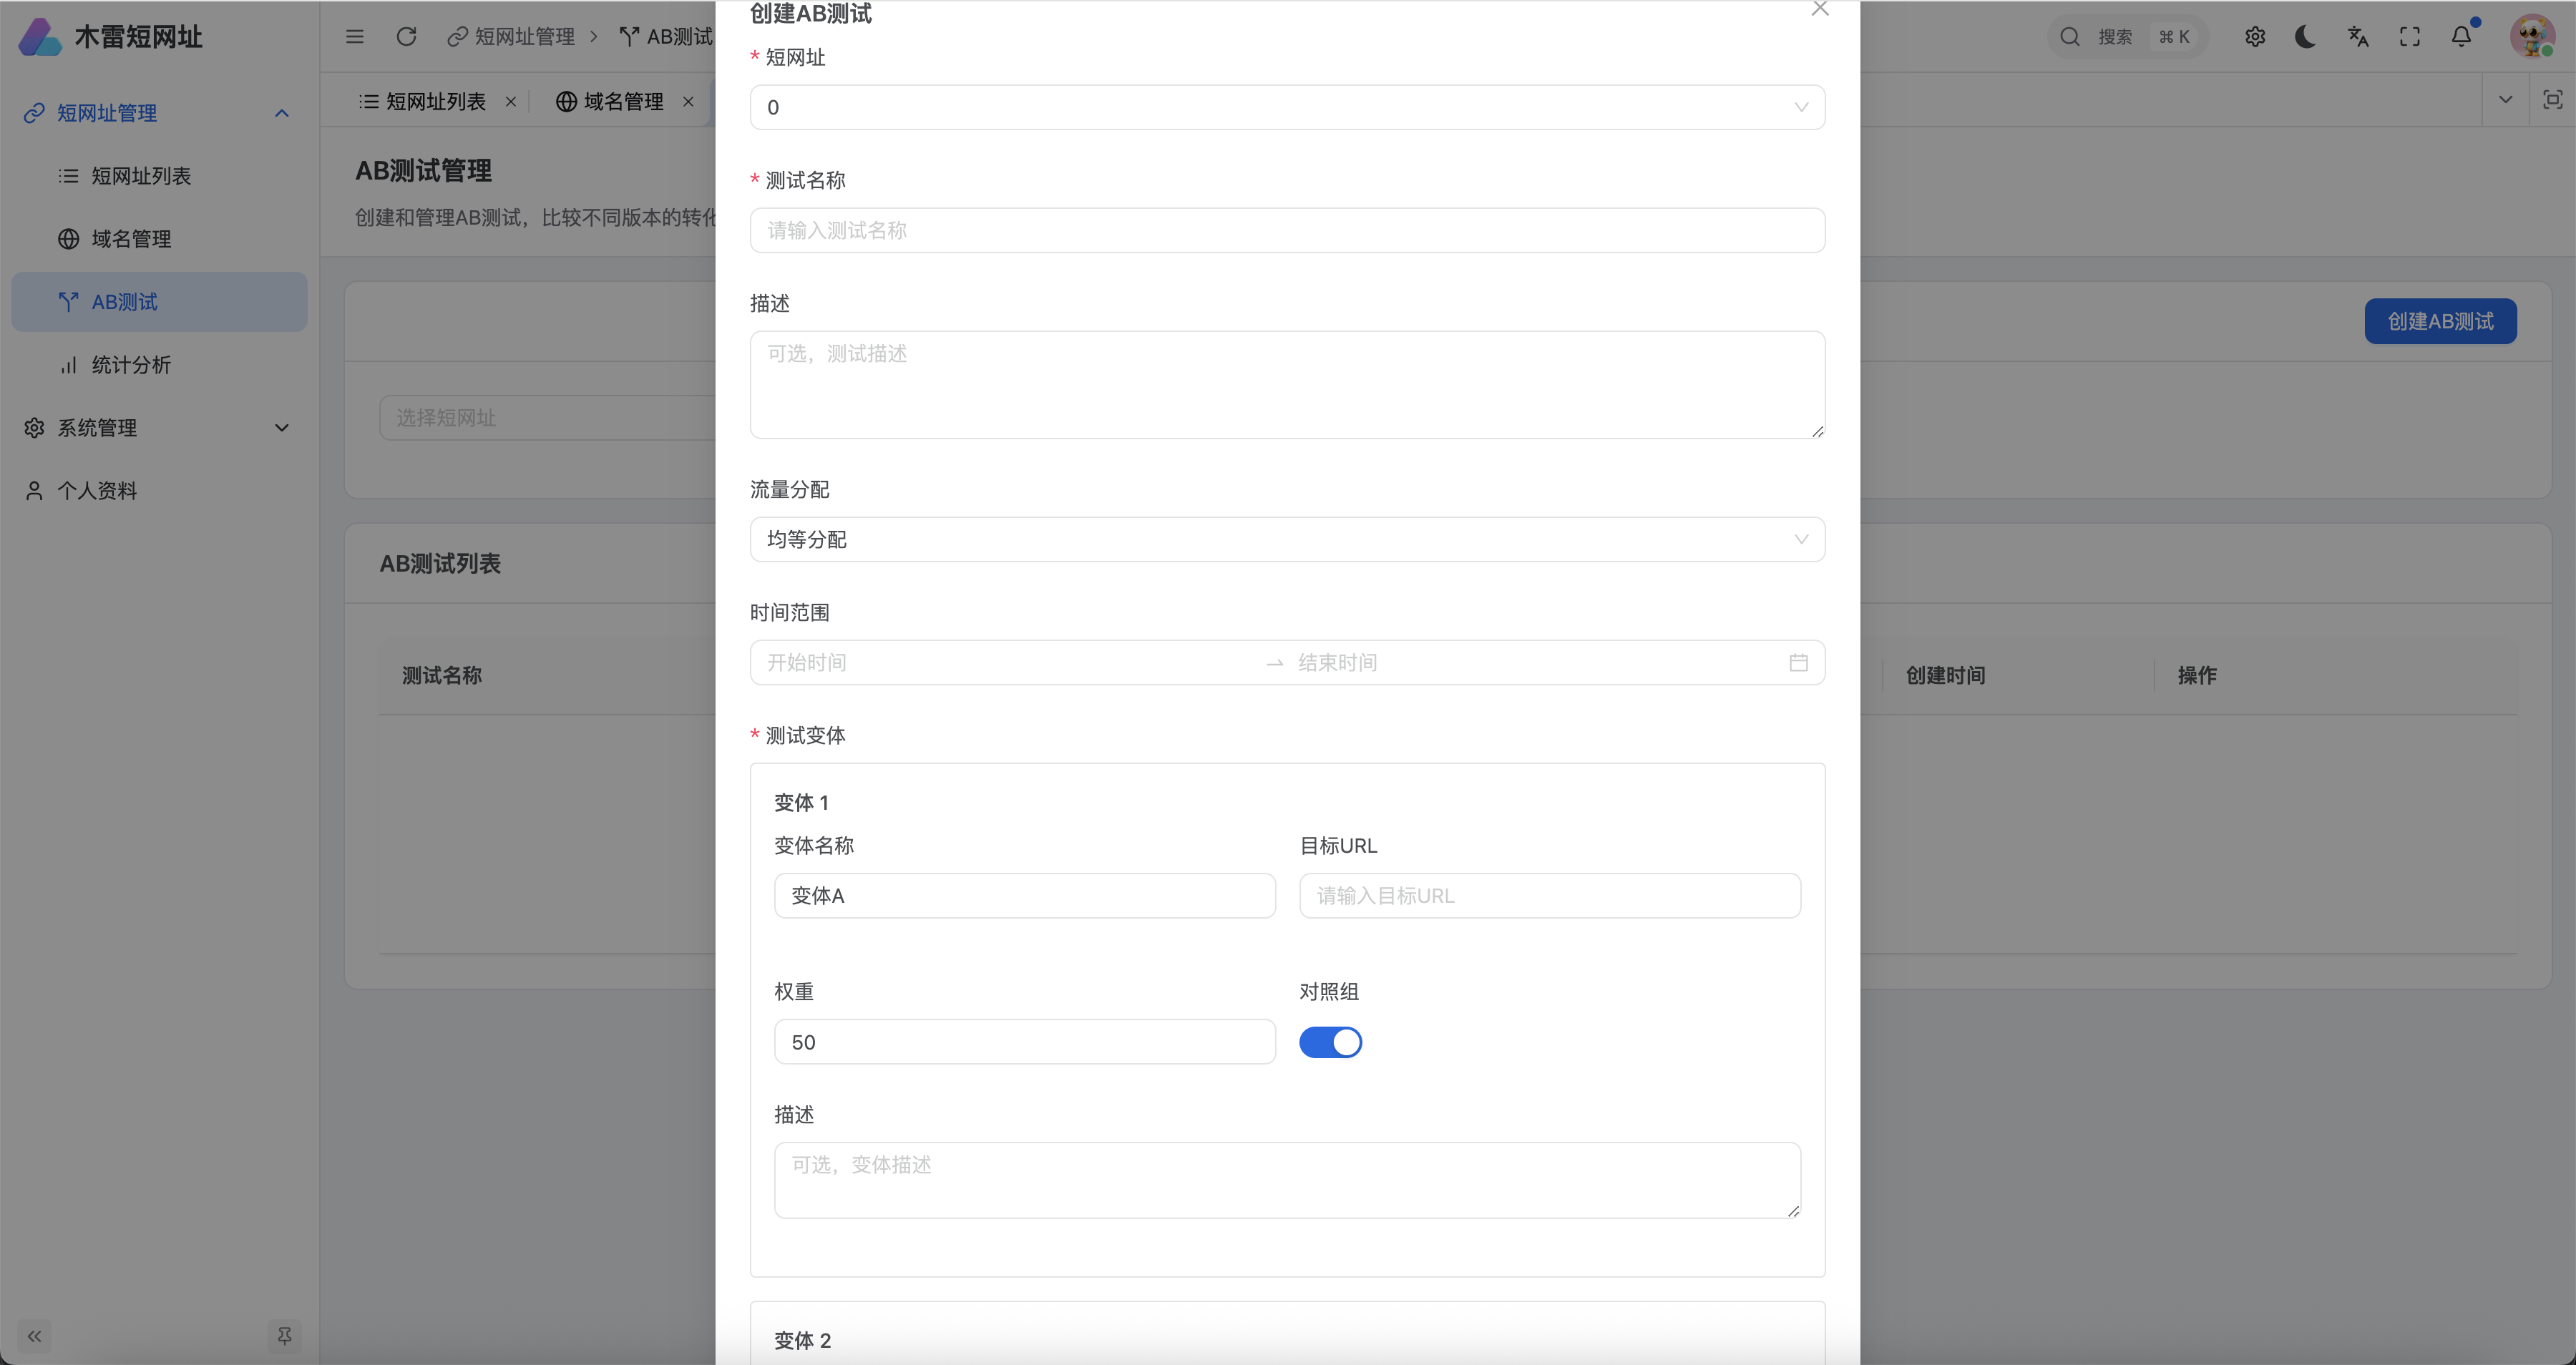 木雷短网址
短网址管理
短网址列表
域名管理
AB测试
统计分析
系统管理
个人资料
短网址管理 > AB测试
搜索 ⌘ K
短网址列表
域名管理
AB测试管理
创建和管理AB测试，比较不同版本的转化
创建AB测试
选择短网址
AB测试列表
测试名称
创建时间
操作
创建AB测试
* 短网址
0
* 测试名称
请输入测试名称
描述
可选，测试描述
流量分配
均等分配
时间范围
开始时间 → 结束时间
* 测试变体
变体 1
变体名称
变体A
目标URL
请输入目标URL
权重
50
对照组
描述
可选，变体描述
变体 2